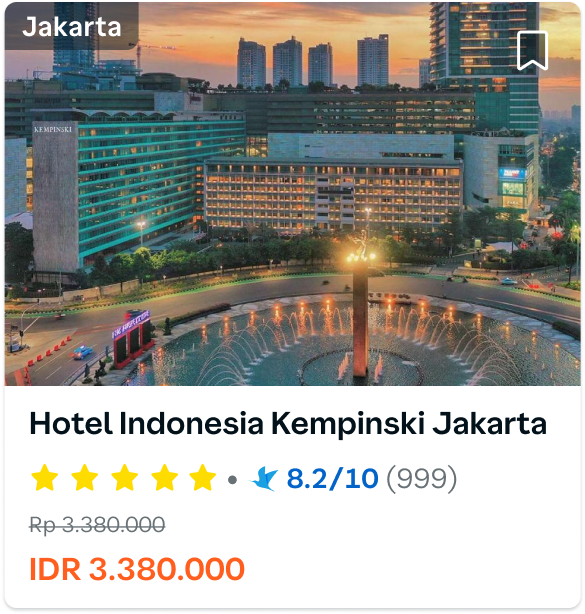 Jakarta
KEMPINSKI
Hotel Indonesia Kempinski Jakarta
8.2/10 (999)
Rp 3.380.000
IDR 3.380.000